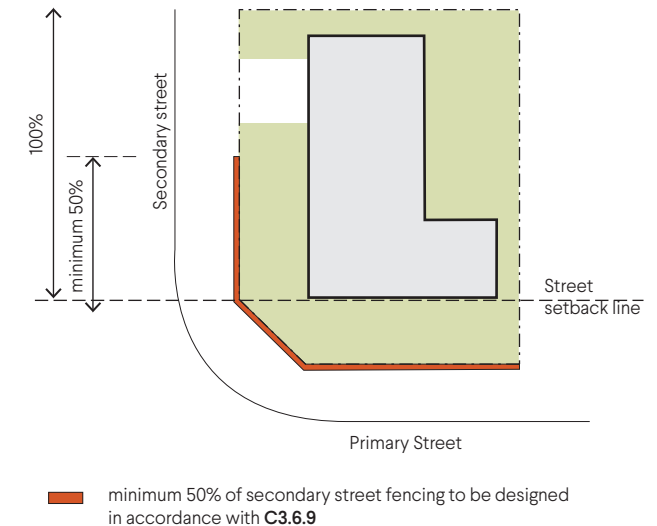 100%
minimum 50%
Secondary street
Street
setback line
Primary Street
minimum 50% of secondary street fencing to be designed
in accordance with C3.6.9